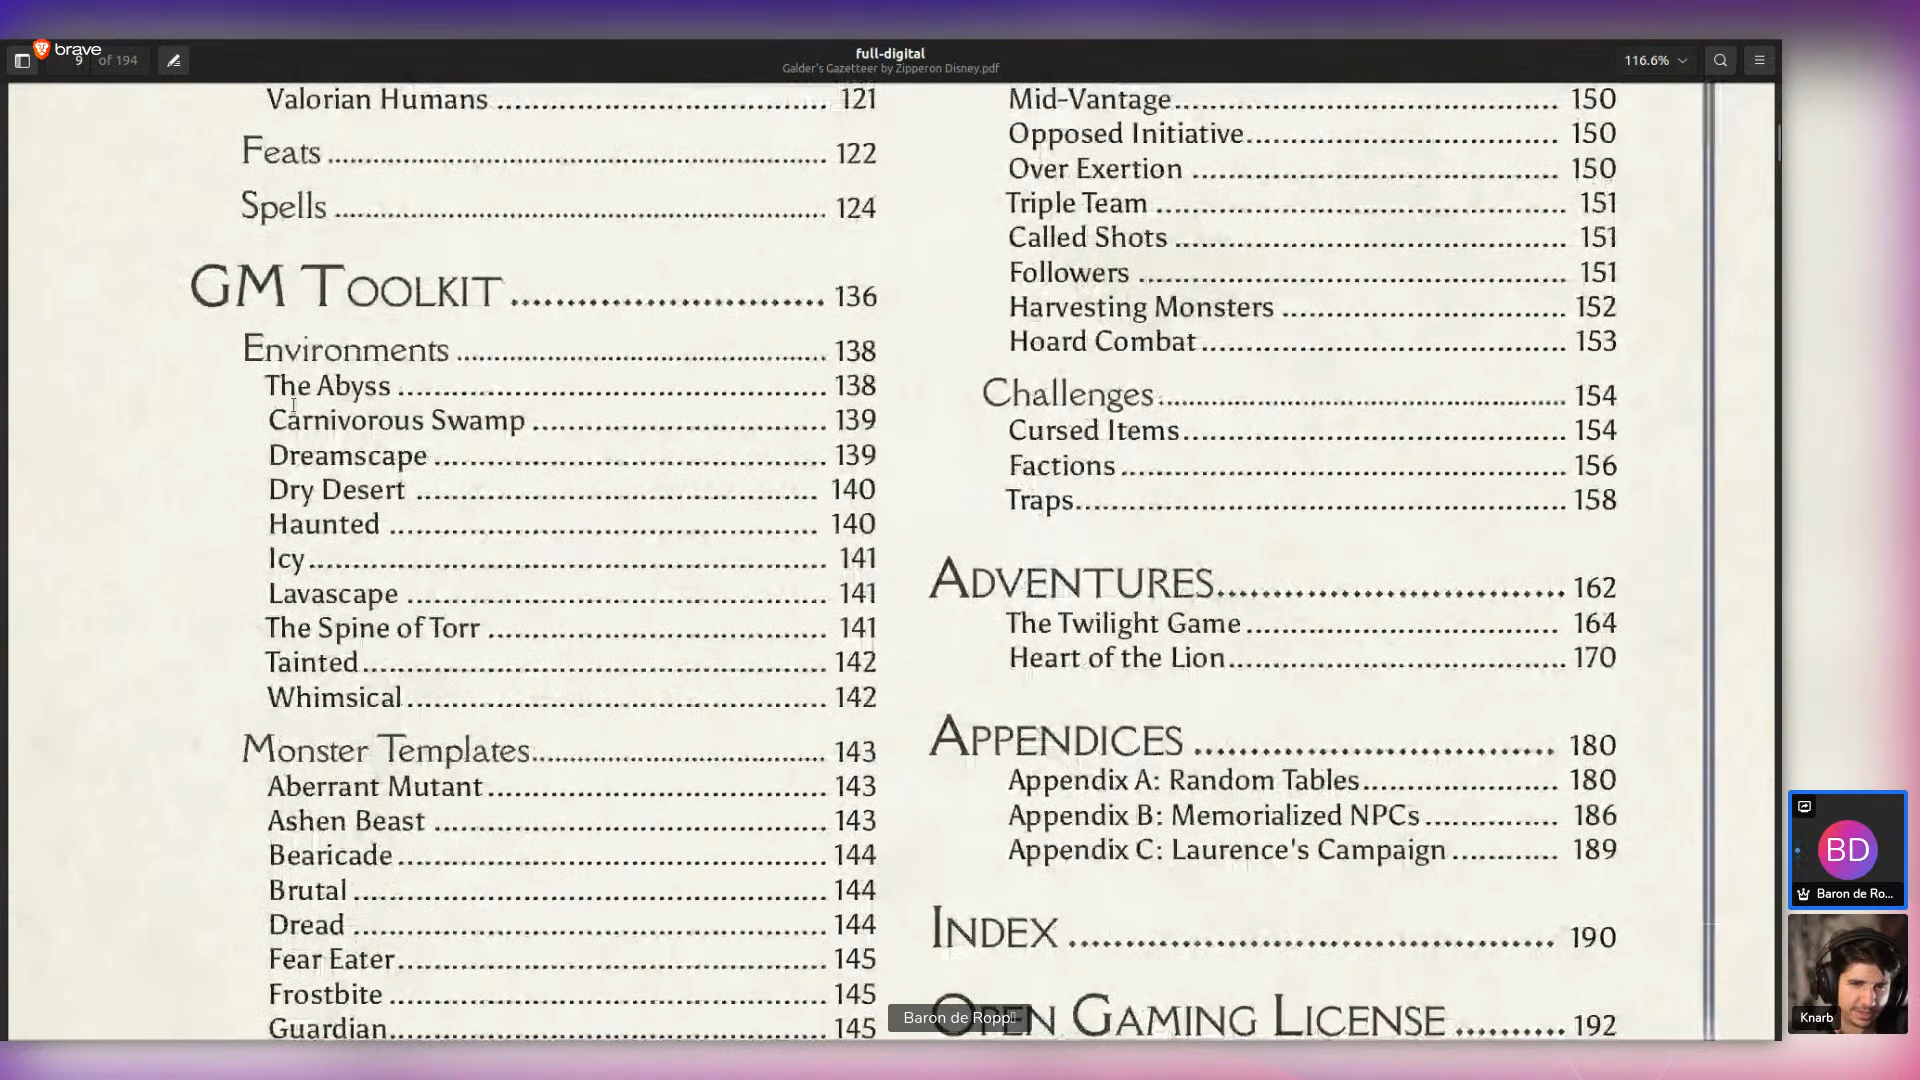 brave
9 of 194
full-digital
Galder's Gazetteer by Zipperon Disney.pdf
116.6%
Valorian Humans 121
Feats 122
Spells 124
GM Toolkit 136
Environments 138
The Abyss 138
Carnivorous Swamp 139
Dreamscape 139
Dry Desert 140
Haunted 140
Icy 141
Lavascape 141
The Spine of Torr 141
Tainted 142
Whimsical 142
Monster Templates 143
Aberrant Mutant 143
Ashen Beast 143
Bearicade 144
Brutal 144
Dread 144
Fear Eater 145
Frostbite 145
Guardian 145
Mid-Vantage 150
Opposed Initiative 150
Over Exertion 150
Triple Team 151
Called Shots 151
Followers 151
Harvesting Monsters 152
Hoard Combat 153
Challenges 154
Cursed Items 154
Factions 156
Traps 158
Adventures 162
The Twilight Game 164
Heart of the Lion 170
Appendices 180
Appendix A: Random Tables 180
Appendix B: Memorialized NPCs 186
Appendix C: Laurence's Campaign 189
Index 190
Open Gaming License 192
Baron de Ropp
BD
Baron de Ro...
Knarb